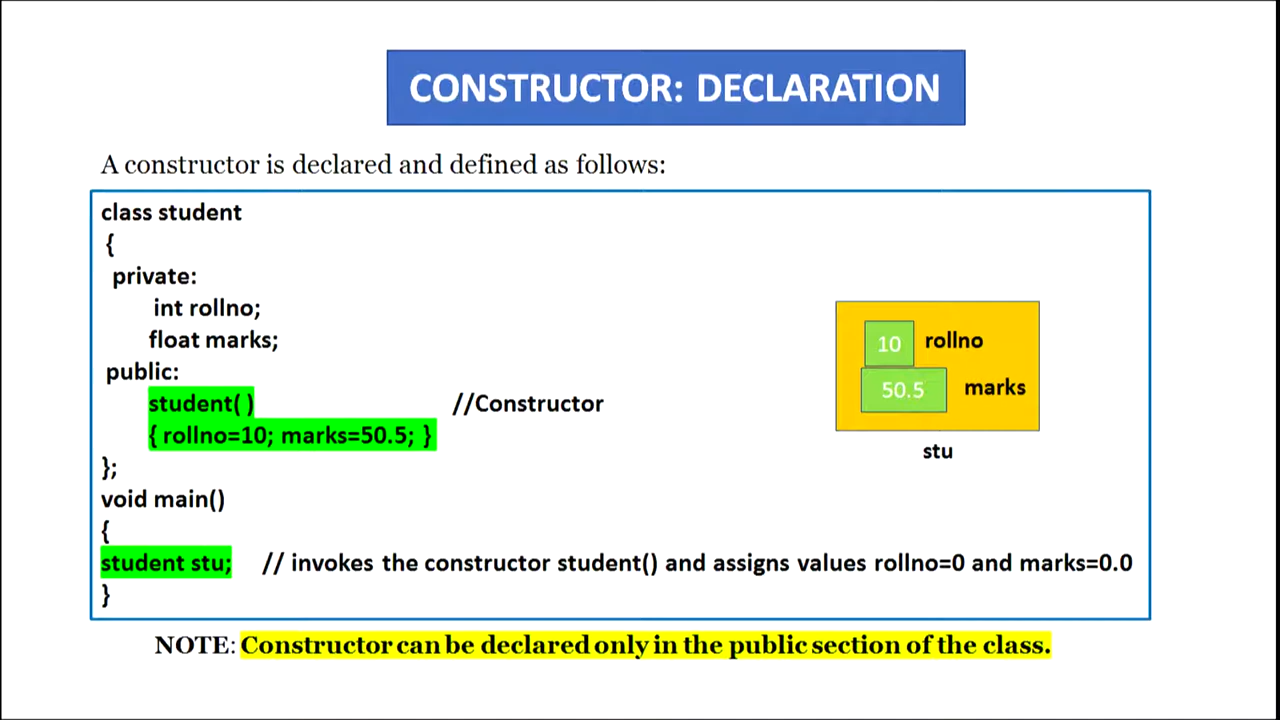 CONSTRUCTOR: DECLARATION
A constructor is declared and defined as follows:
class student
{
private:
int rollno;
float marks;
public:
student( ) //Constructor
{ rollno=10; marks=50.5; }
};
void main()
{
student stu; // invokes the constructor student() and assigns values rollno=0 and marks=0.0
}
10 rollno
50.5 marks
stu
NOTE: Constructor can be declared only in the public section of the class.